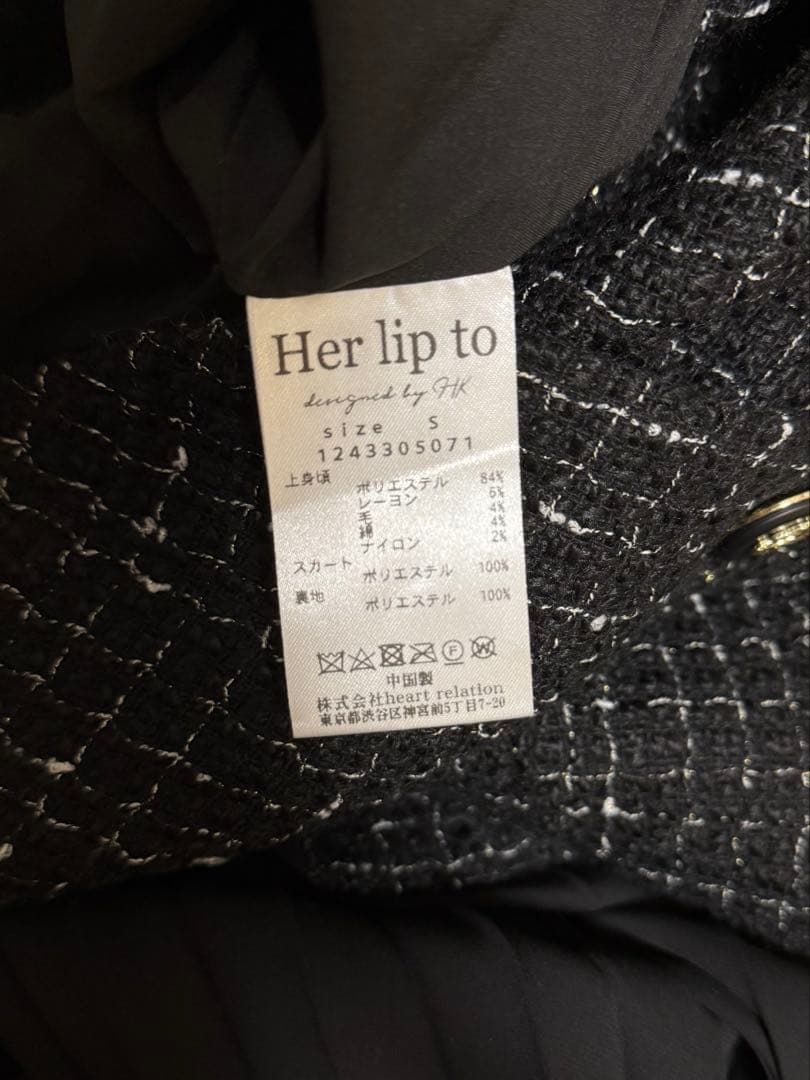 Her lip to
designed by HK
size S
1243305071
上身頃 ポリエステル 84%
レーヨン 6%
毛 4%
綿 4%
ナイロン 2%
スカート ポリエステル 100%
裏地 ポリエステル 100%
F W
中国製
株式会社heart relation
東京都渋谷区神宮前5丁目7-20